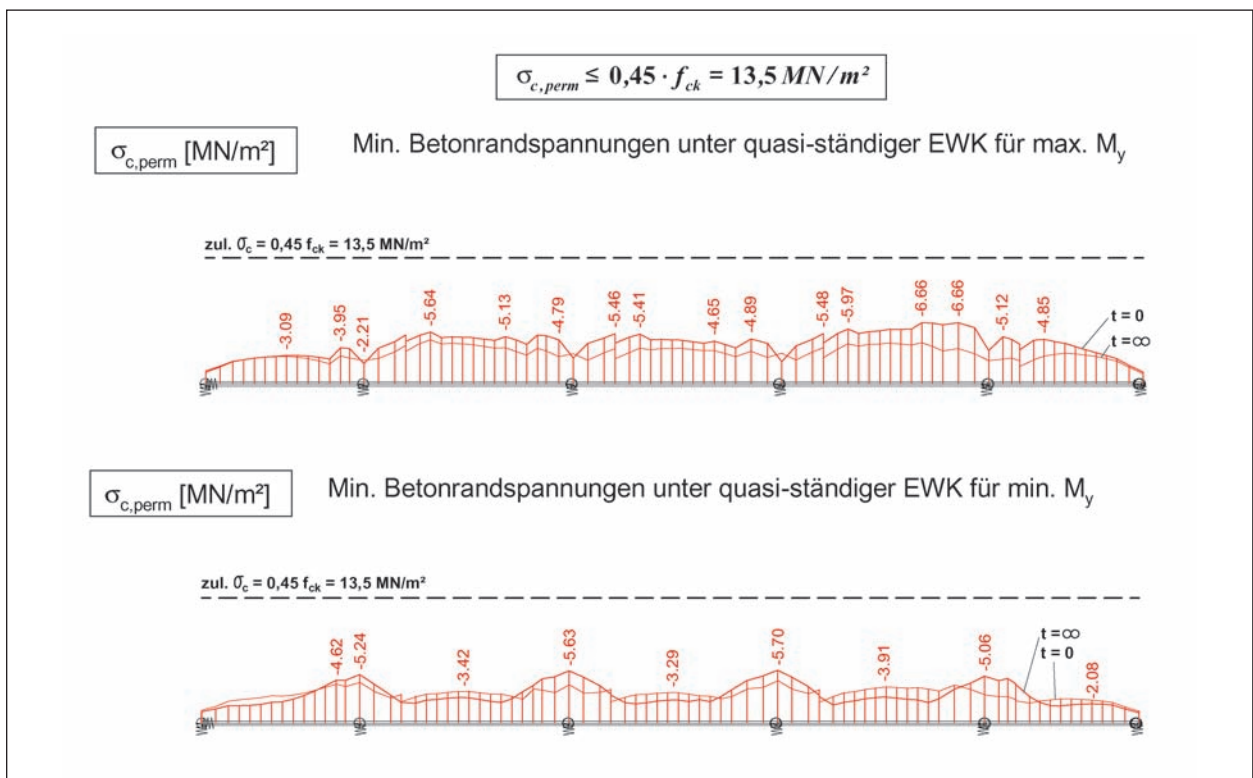 σc,perm ≤ 0,45 · fck = 13,5 MN/m²
σc,perm [MN/m²]
Min. Betonrandspannungen unter quasi-ständiger EWK für max. My
zul. σc = 0,45 fck = 13,5 MN/m²
-3.09 -3.95 -2.21 -5.64 -5.13 -4.79 -5.46 -5.41 -4.65 -4.89 -5.48 -5.97 -6.66 -6.66 -5.12 -4.85
t = 0
t = ∞
σc,perm [MN/m²]
Min. Betonrandspannungen unter quasi-ständiger EWK für min. My
zul. σc = 0,45 fck = 13,5 MN/m²
-4.62 -5.24 -3.42 -5.63 -3.29 -5.70 -3.91 -5.06 -2.08
t = ∞
t = 0